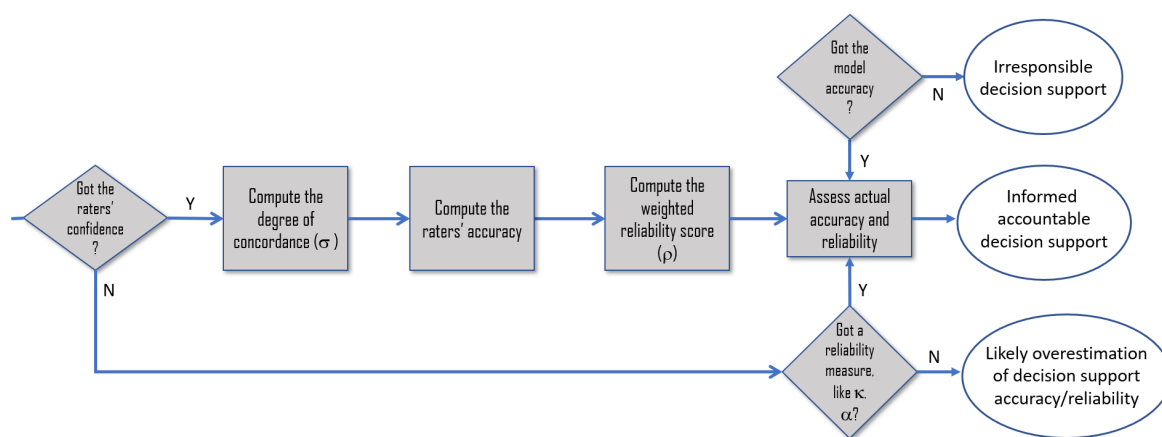 Got the
model
accuracy
?
N
Irresponsible
decision support
Y
Got the
raters'
confidence
?
Y
N
Compute the
degree of
concordance (σ)
Compute the
raters' accuracy
Compute the
weighted
reliability score
(ρ)
Assess actual
accuracy and
reliability
Informed
accountable
decision support
Y
Got a
reliability
measure,
like κ,
α?
N
Likely overestimation
of decision support
accuracy/reliability